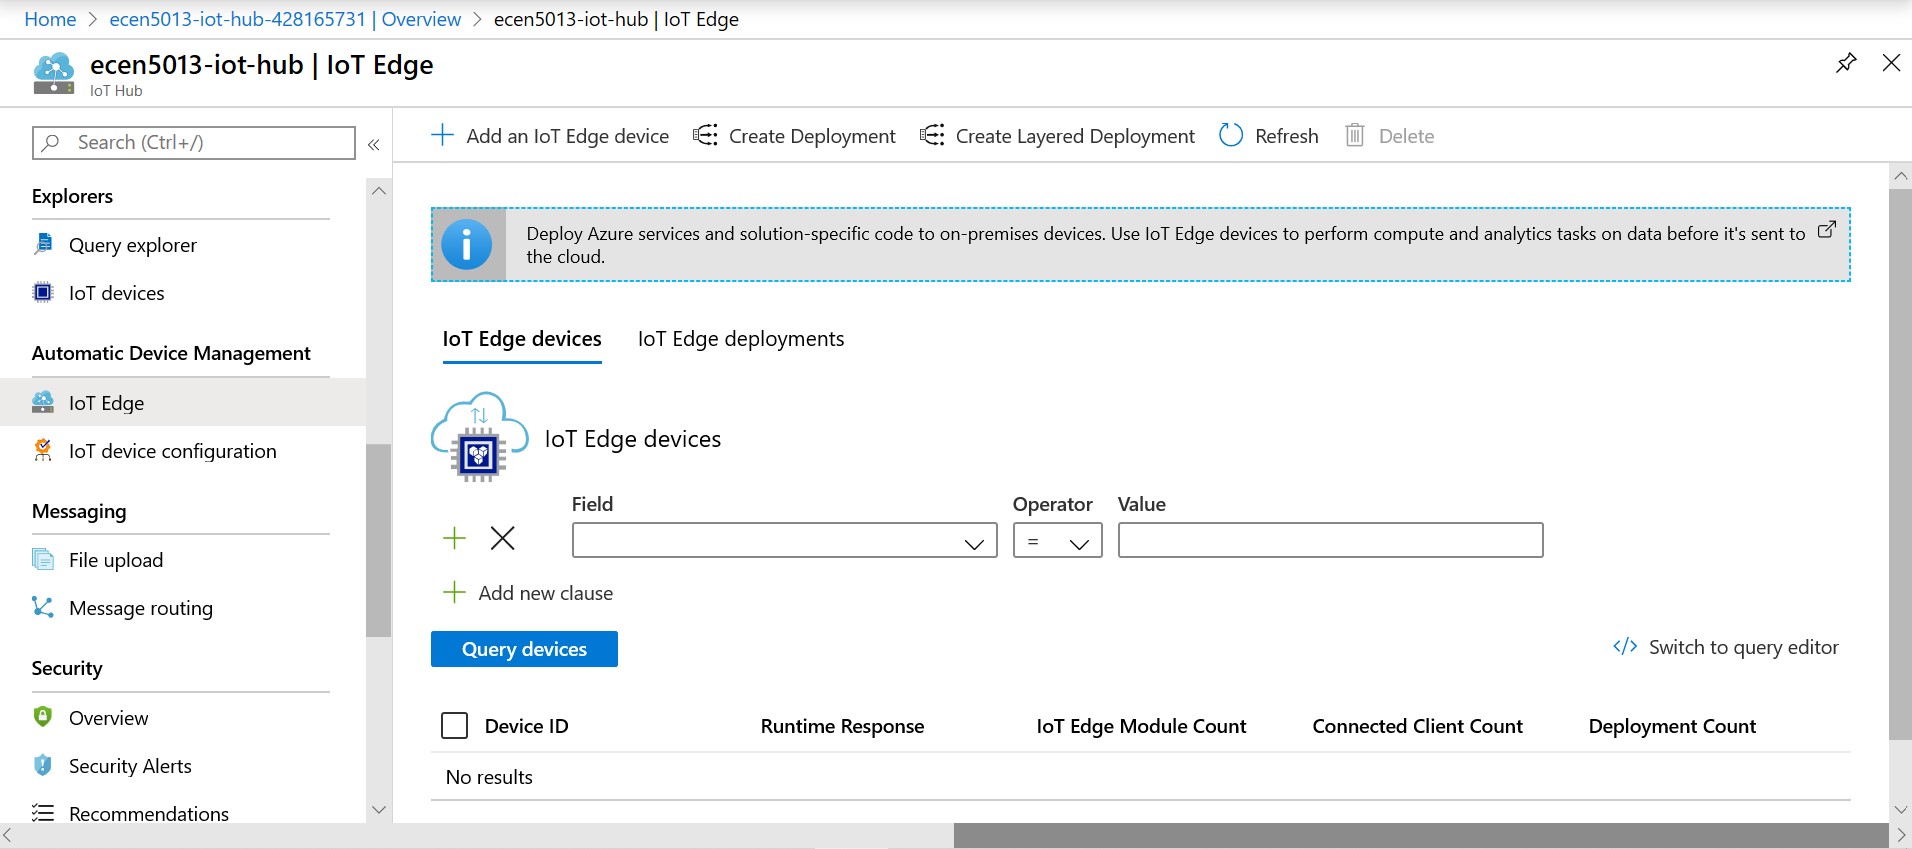 Home > ecen5013-iot-hub-428165731 | Overview > ecen5013-iot-hub | IoT Edge
ecen5013-iot-hub | IoT Edge
IoT Hub
Search (Ctrl+/)
«
Explorers
Query explorer
IoT devices
Automatic Device Management
IoT Edge
IoT device configuration
Messaging
File upload
Message routing
Security
Overview
Security Alerts
Recommendations
Add an IoT Edge device Create Deployment Create Layered Deployment Refresh Delete
Deploy Azure services and solution-specific code to on-premises devices. Use IoT Edge devices to perform compute and analytics tasks on data before it's sent to
the cloud.
IoT Edge devices IoT Edge deployments
IoT Edge devices
Field Operator Value
=
Add new clause
Query devices </> Switch to query editor
Device ID Runtime Response IoT Edge Module Count Connected Client Count Deployment Count
No results